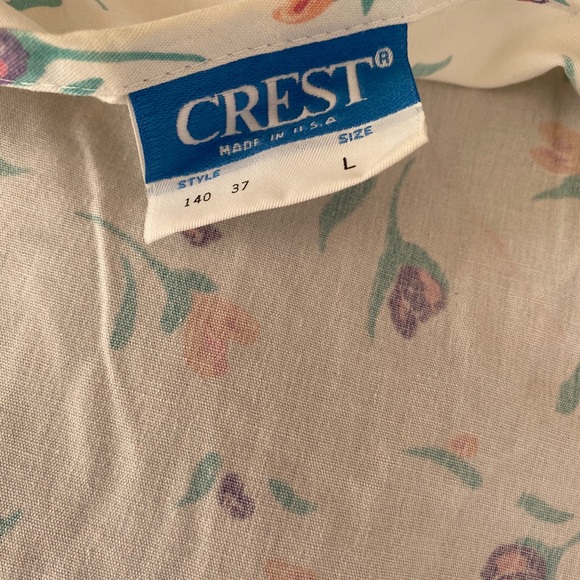 CREST®
MADE IN U.S.A
STYLE SIZE
140 37 L